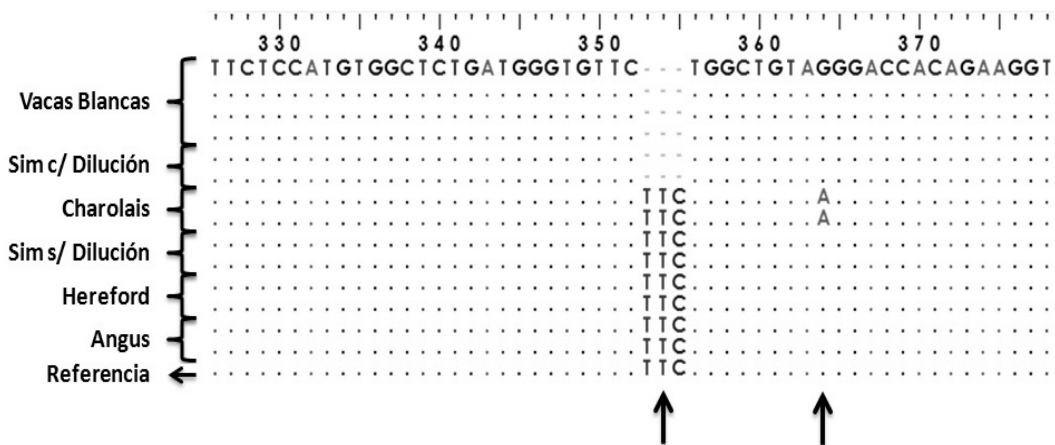 330 340 350 360 370
TTCTCCATGTGGCTCTGATGGGTGTTC---TGGCTGTAGGGACCACAGAAGGT
Vacas Blancas
---
---
---
Sim c/ Dilución
---
---
Charolais
TTC A
TTC A
Sim s/ Dilución
TTC
TTC
Hereford
TTC
TTC
Angus
TTC
TTC
Referencia
TTC